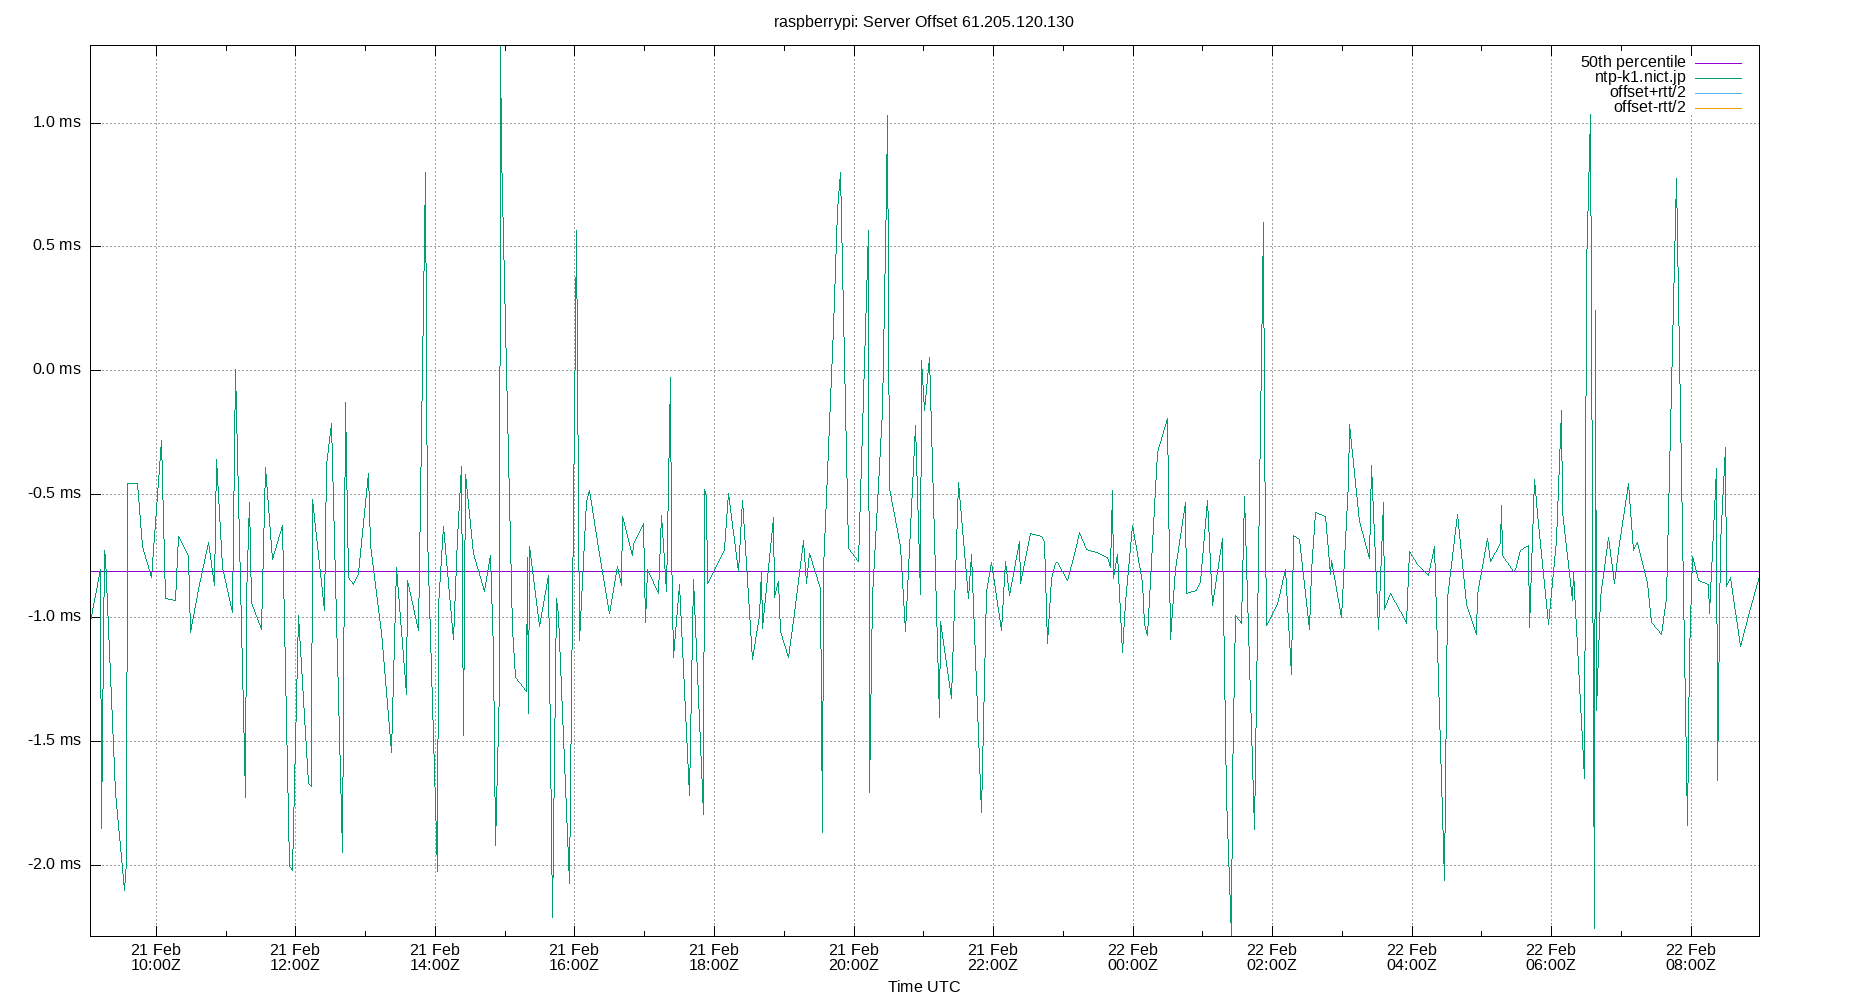 raspberrypi: Server Offset 61.205.120.130
50th percentile
ntp-k1.nict.jp
offset+rtt/2
offset-rtt/2
1.0 ms
0.5 ms
0.0 ms
-0.5 ms
-1.0 ms
-1.5 ms
-2.0 ms
21 Feb 21 Feb 21 Feb 21 Feb 21 Feb 21 Feb 21 Feb 22 Feb 22 Feb 22 Feb 22 Feb 22 Feb
10:00Z 12:00Z 14:00Z 16:00Z 18:00Z 20:00Z 22:00Z 00:00Z 02:00Z 04:00Z 06:00Z 08:00Z
Time UTC